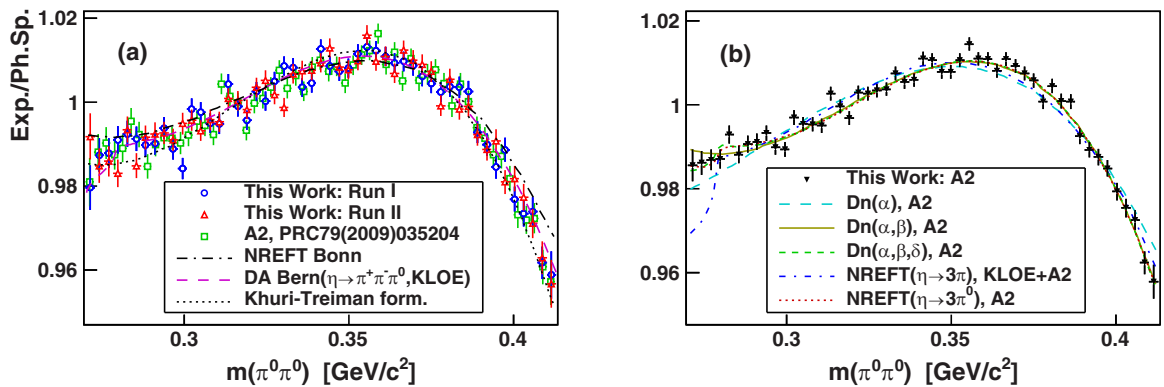 (a)
Exp./Ph.Sp.
1.02
1
0.98
0.96
This Work: Run I
This Work: Run II
A2, PRC79(2009)035204
NREFT Bonn
DA Bern(η→π⁺π⁻π⁰,KLOE)
Khuri-Treiman form.
0.3 0.35 0.4
m(π⁰π⁰) [GeV/c²]
(b)
1.02
1
0.98
0.96
This Work: A2
Dn(α), A2
Dn(α,β), A2
Dn(α,β,δ), A2
NREFT(η→3π), KLOE+A2
NREFT(η→3π⁰), A2
0.3 0.35 0.4
m(π⁰π⁰) [GeV/c²]